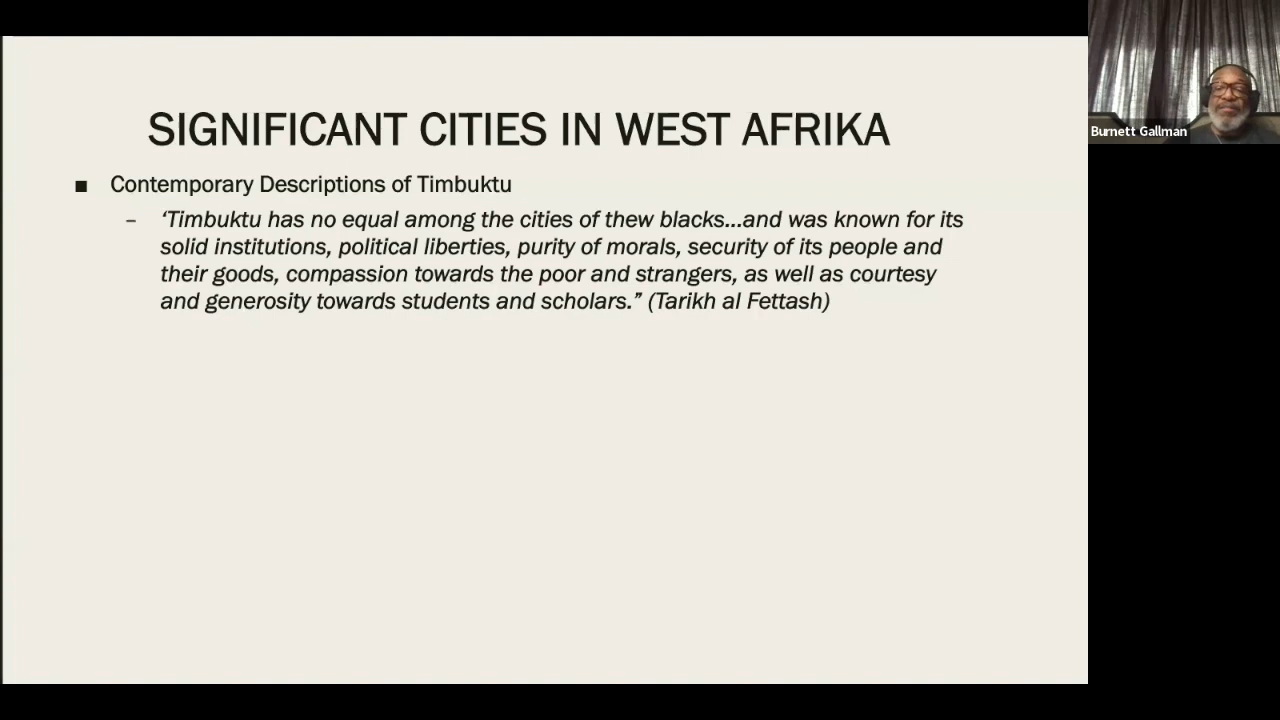 SIGNIFICANT CITIES IN WEST AFRIKA
■ Contemporary Descriptions of Timbuktu
– ‘Timbuktu has no equal among the cities of thew blacks...and was known for its
solid institutions, political liberties, purity of morals, security of its people and
their goods, compassion towards the poor and strangers, as well as courtesy
and generosity towards students and scholars.” (Tarikh al Fettash)
Burnett Gallman